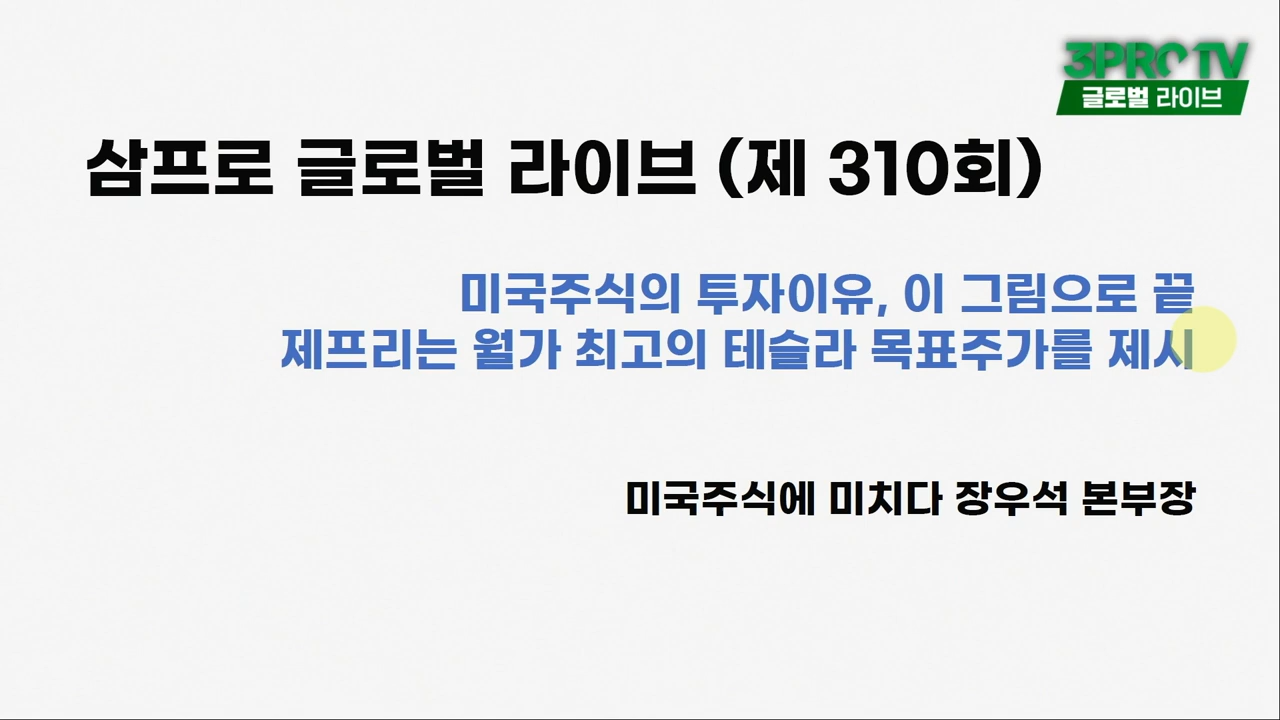 3PRO TV
글로벌 라이브
삼프로 글로벌 라이브 (제 310회)
미국주식의 투자이유, 이 그림으로 끝
제프리는 월가 최고의 테슬라 목표주가를 제시
미국주식에 미치다 장우석 본부장